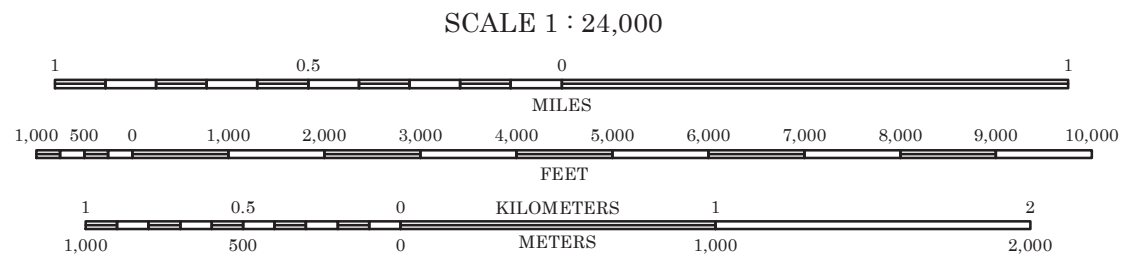 SCALE 1 : 24,000
1 0.5 0 1
MILES
1,000 500 0 1,000 2,000 3,000 4,000 5,000 6,000 7,000 8,000 9,000 10,000
FEET
1 0.5 0 KILOMETERS 1 2
1,000 500 0 METERS 1,000 2,000